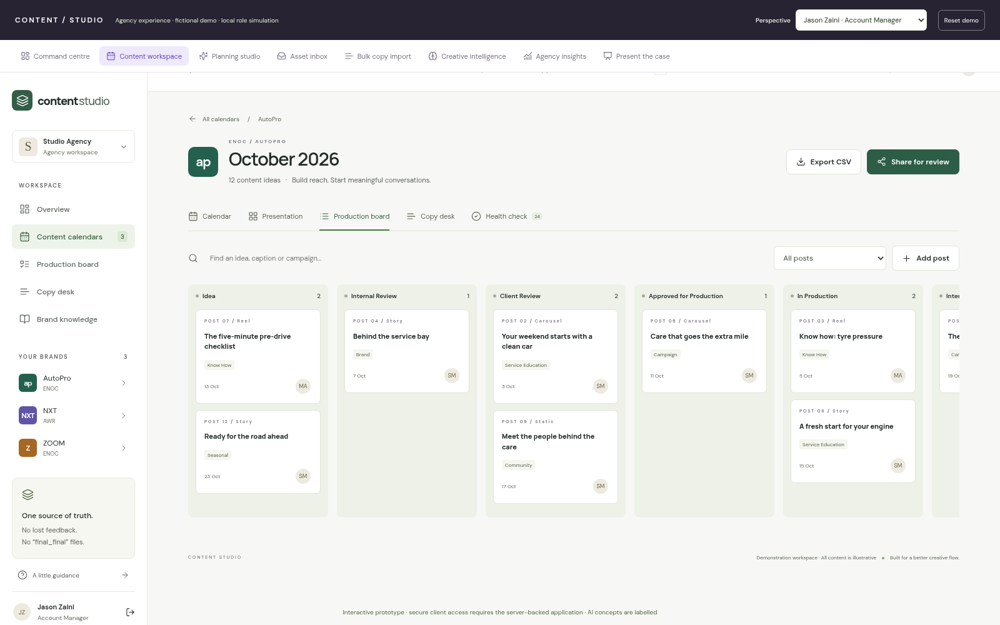 CONTENT / STUDIO
Agency experience · fictional demo · local role simulation
Perspective
Jason Zaini · Account Manager
Reset demo
Command centre
Content workspace
Planning studio
Asset inbox
Bulk copy import
Creative intelligence
Agency insights
Present the case
contentstudio
S
Studio Agency
Agency workspace
WORKSPACE
Overview
Content calendars 3
Production board
Copy desk
Brand knowledge
YOUR BRANDS 3
ap
AutoPro
ENOC
NXT
NXT
AWR
Z
ZOOM
ENOC
One source of truth.
No lost feedback.
No “final_final” files.
A little guidance
JZ
Jason Zaini
Account Manager
All calendars / AutoPro
ap
ENOC / AUTOPRO
October 2026
12 content ideas · Build reach. Start meaningful conversations.
Export CSV
Share for review
Calendar
Presentation
Production board
Copy desk
Health check 24
Find an idea, caption or campaign...
All posts
Add post
Idea 2
POST 07 / Reel
The five-minute pre-drive
checklist
Know How
13 Oct MA
POST 12 / Story
Ready for the road ahead
Seasonal
23 Oct SM
Internal Review 1
POST 04 / Story
Behind the service bay
Brand
7 Oct SM
Client Review 2
POST 02 / Carousel
Your weekend starts with a
clean car
Service Education
3 Oct SM
POST 09 / Static
Meet the people behind the
care
Community
17 Oct SM
Approved for Production 1
POST 06 / Carousel
Care that goes the extra mile
Campaign
11 Oct SM
In Production 2
POST 03 / Reel
Know how: tyre pressure
Know How
5 Oct MA
POST 08 / Story
A fresh start for your engine
Service Education
15 Oct SM
Inter
POS
The
Car
19 Oc
CONTENT STUDIO
Demonstration workspace · All content is illustrative
Built for a better creative flow.
Interactive prototype · secure client access requires the server-backed application · AI concepts are labelled